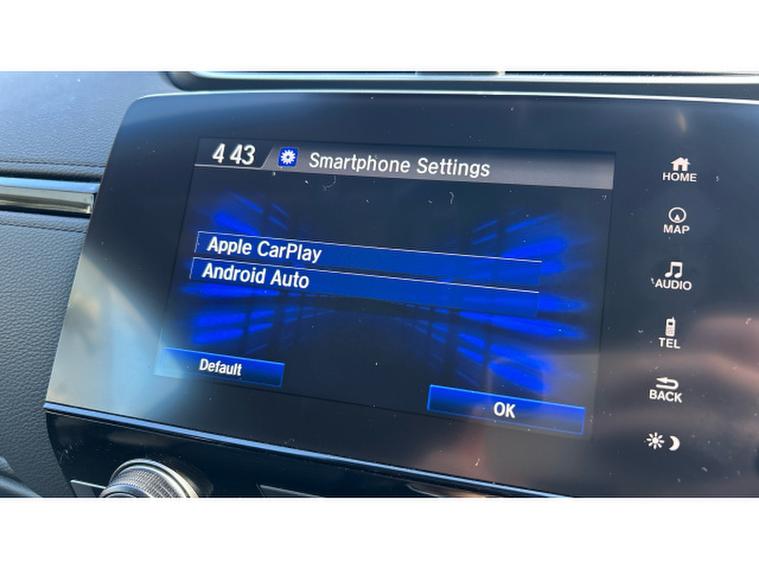 4 43 Smartphone Settings
Apple CarPlay
Android Auto
Default
OK
HOME
MAP
AUDIO
TEL
BACK